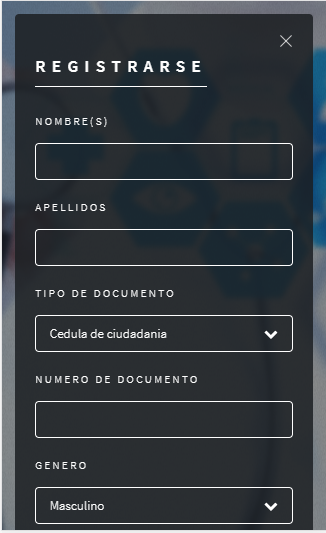 REGISTRARSE
NOMBRE(S)
APELLIDOS
TIPO DE DOCUMENTO
Cedula de ciudadania
NUMERO DE DOCUMENTO
GENERO
Masculino